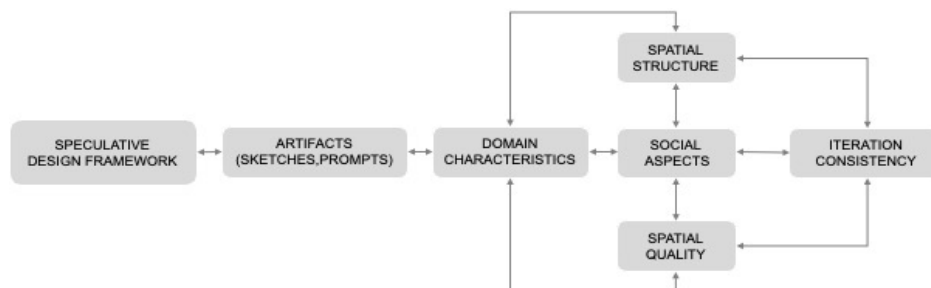 SPATIAL
STRUCTURE
SPECULATIVE
DESIGN FRAMEWORK
ARTIFACTS
(SKETCHES,PROMPTS)
DOMAIN
CHARACTERISTICS
SOCIAL
ASPECTS
ITERATION
CONSISTENCY
SPATIAL
QUALITY